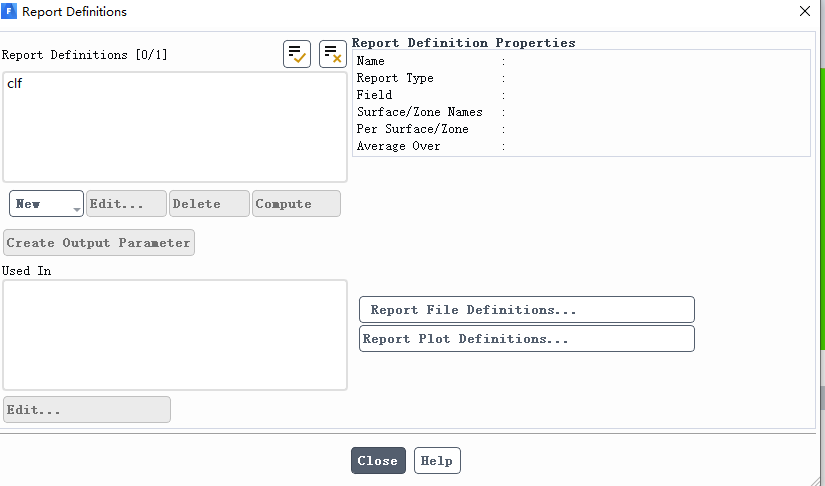 Report Definitions
Report Definitions [0/1]
clf
New
Edit...
Delete
Compute
Create Output Parameter
Used In
Edit...
Report Definition Properties
Name :
Report Type :
Field :
Surface/Zone Names :
Per Surface/Zone :
Average Over :
Report File Definitions...
Report Plot Definitions...
Close
Help